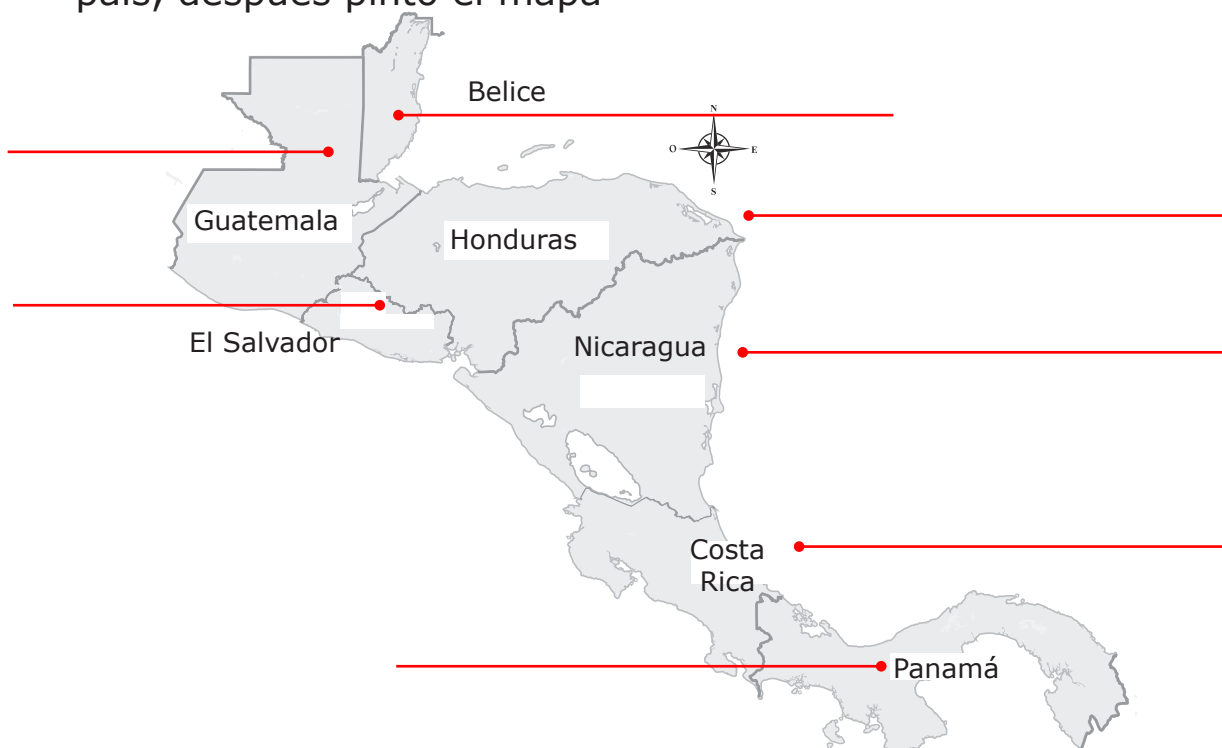 país, después pinto el mapa
Belice
N
O E
S
Guatemala
Honduras
El Salvador
Nicaragua
Costa
Rica
Panamá